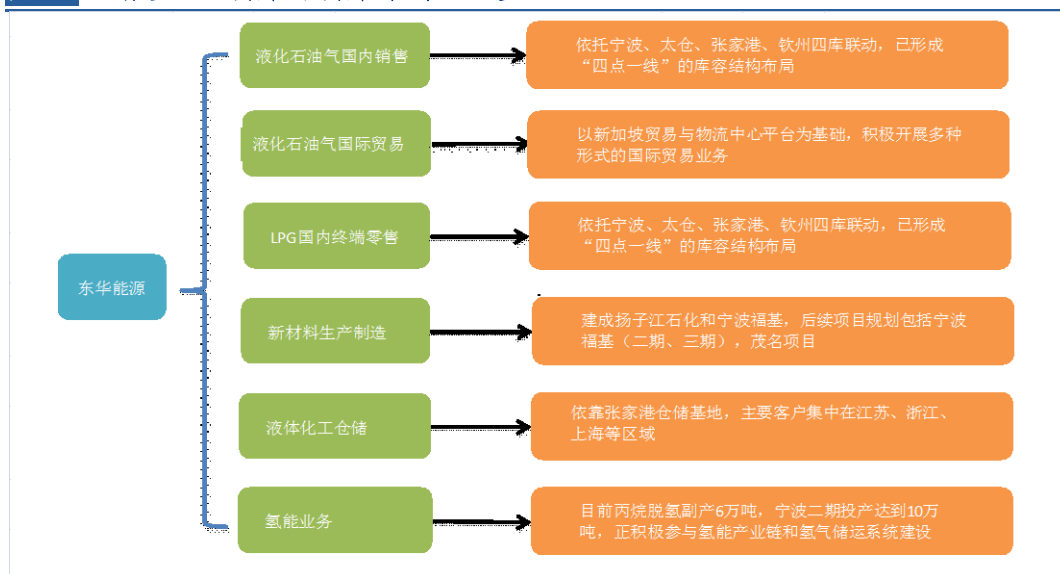 东华能源
液化石油气国内销售
依托宁波、太仓、张家港、钦州四库联动，已形成
“四点一线”的库容结构布局
液化石油气国际贸易
以新加坡贸易与物流中心平台为基础，积极开展多种
形式的国际贸易业务
LPG国内终端零售
依托宁波、太仓、张家港、钦州四库联动，已形成
“四点一线”的库容结构布局
新材料生产制造
建成扬子江石化和宁波福基，后续项目规划包括宁波
福基（二期、三期），茂名项目
液体化工仓储
依靠张家港仓储基地，主要客户集中在江苏、浙江、
上海等区域
氢能业务
目前丙烷脱氢副产6万吨，宁波二期投产达到10万
吨，正积极参与氢能产业链和氢气储运系统建设